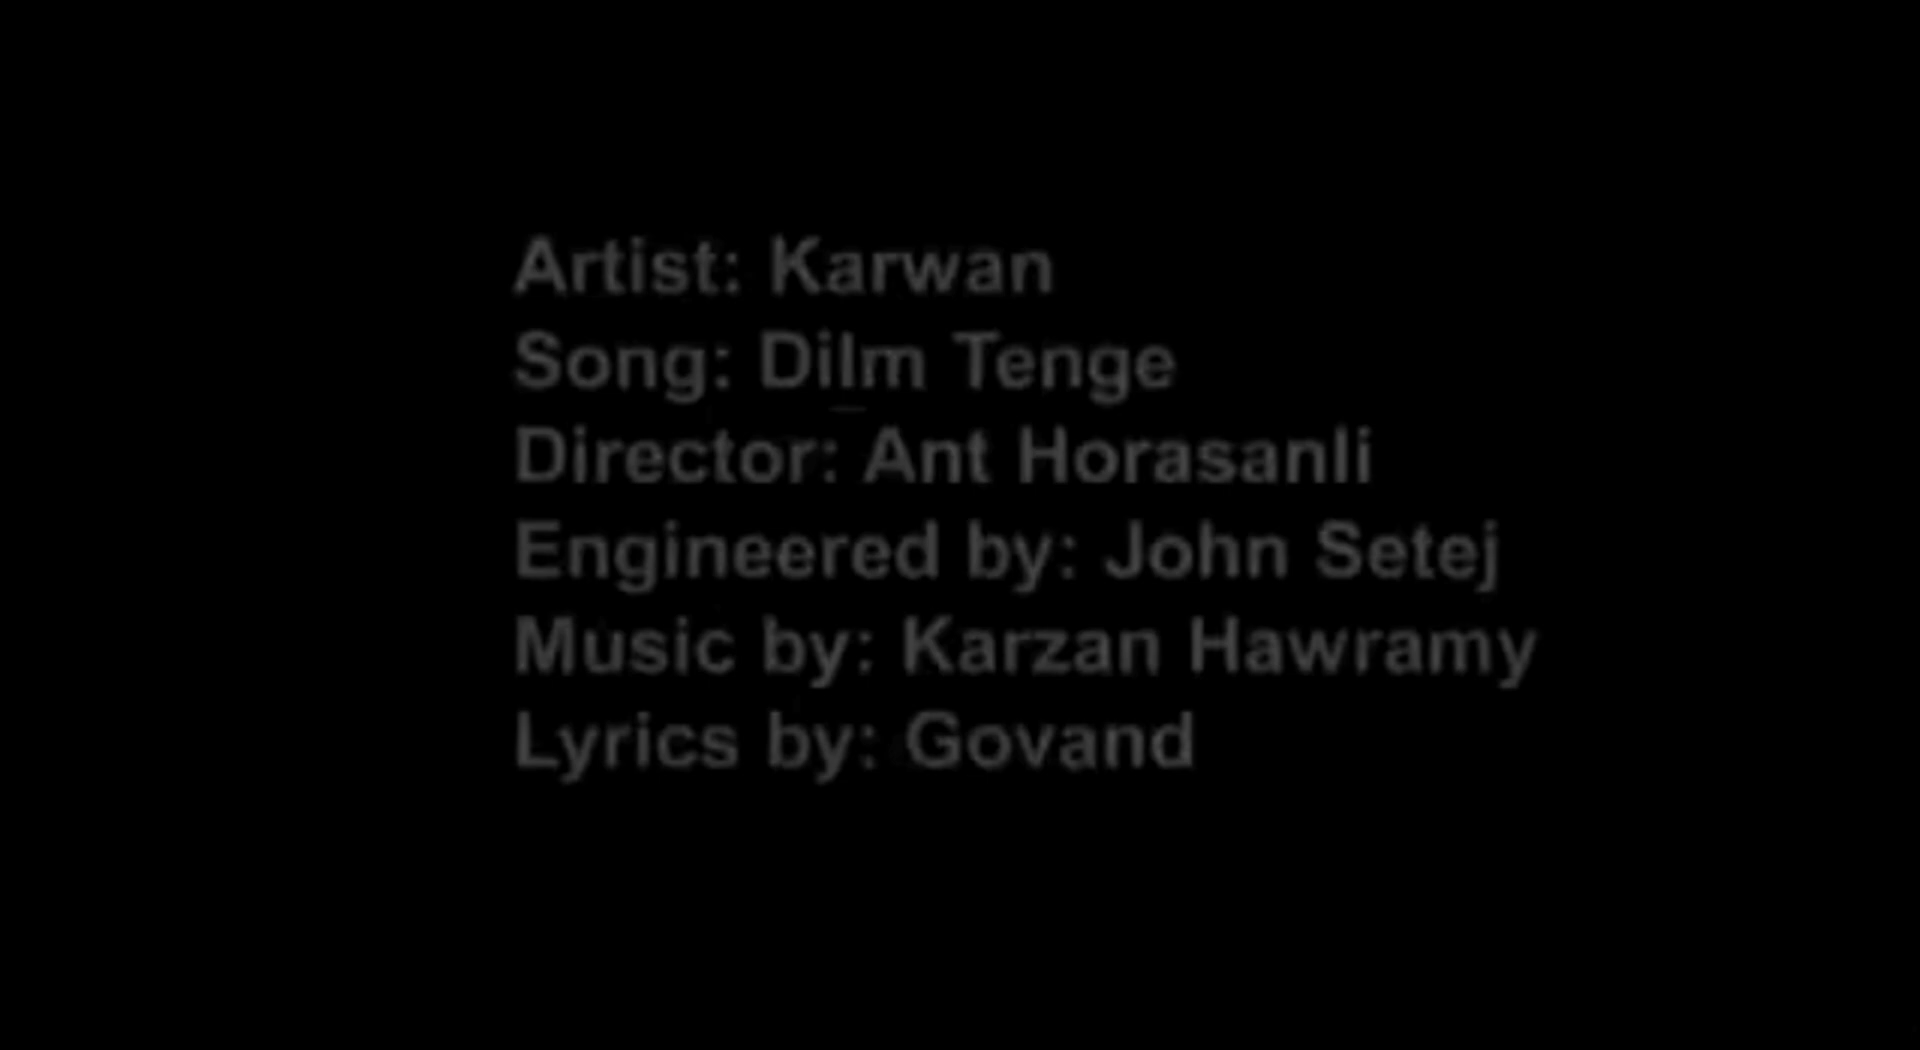 Artist: Karwan
Song: Dilm Tenge
Director: Ant Horasanli
Engineered by: John Setej
Music by: Karzan Hawramy
Lyrics by: Govand